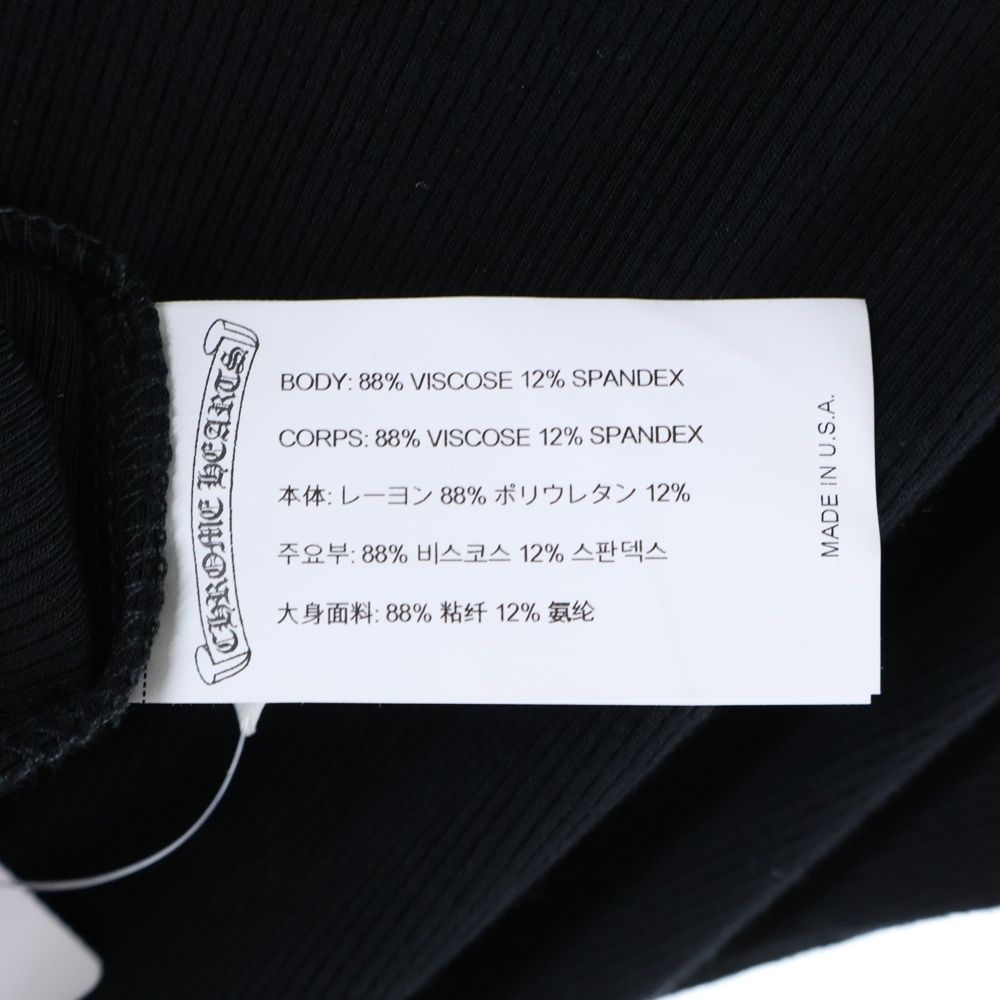 CHROME HEARTS
BODY: 88% VISCOSE 12% SPANDEX
CORPS: 88% VISCOSE 12% SPANDEX
本体: レーヨン 88% ポリウレタン 12%
주요부: 88% 비스코스 12% 스판덱스
大身面料: 88% 粘纤 12% 氨纶
MADE IN U.S.A.